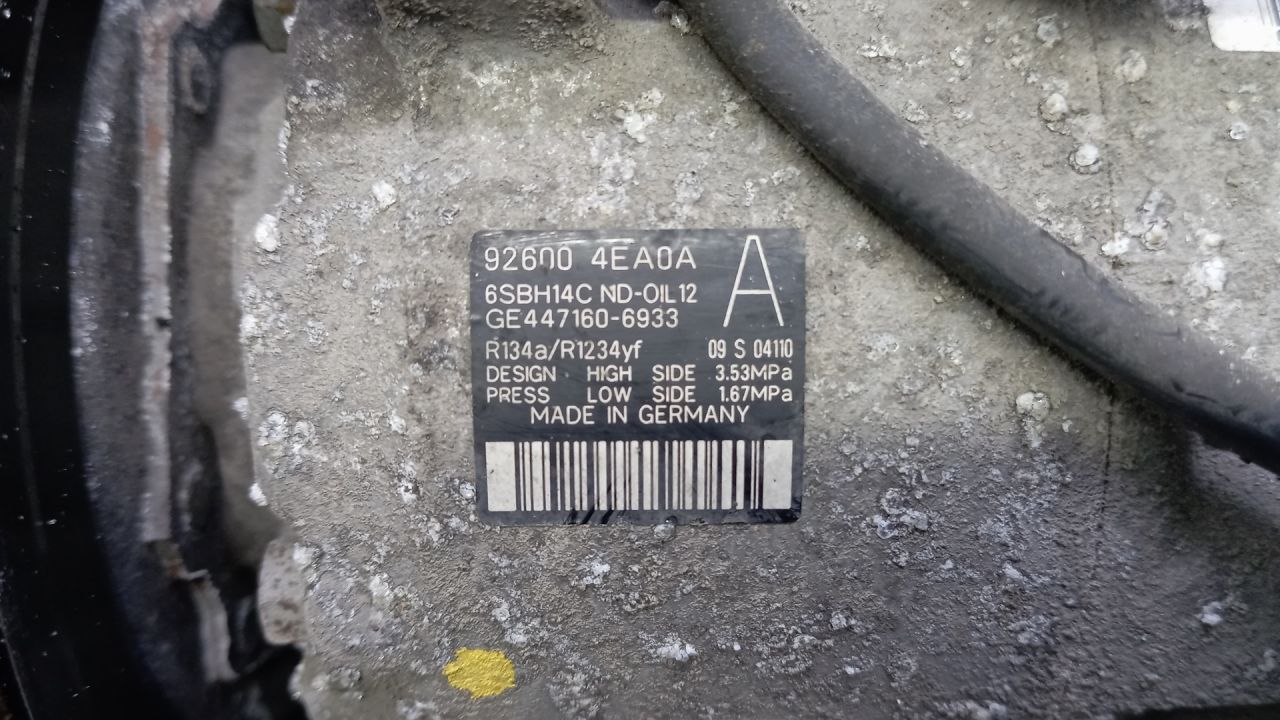 92600 4EA0A A
6SBH14C ND-OIL12
GE447160-6933
R134a/R1234yf 09 S 04110
DESIGN HIGH SIDE 3.53MPa
PRESS LOW SIDE 1.67MPa
MADE IN GERMANY